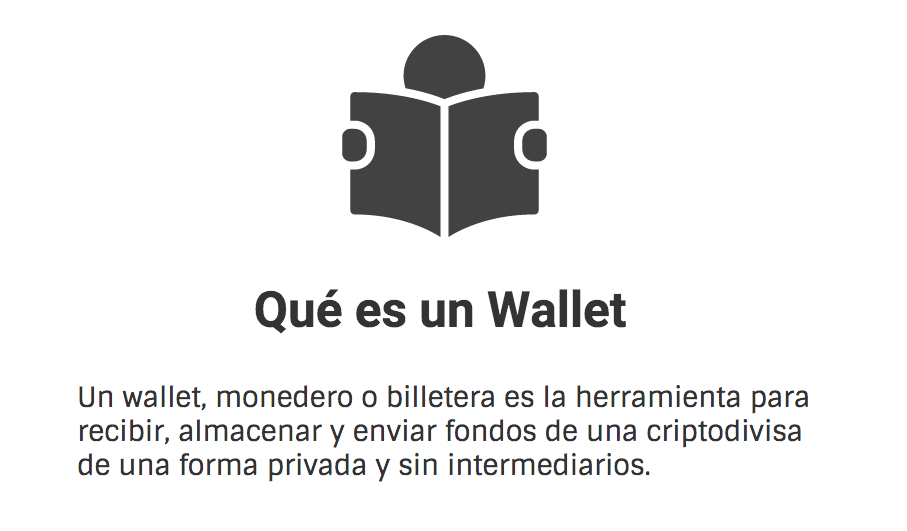 Qué es un Wallet
Un wallet, monedero o billetera es la herramienta para
recibir, almacenar y enviar fondos de una criptodivisa
de una forma privada y sin intermediarios.